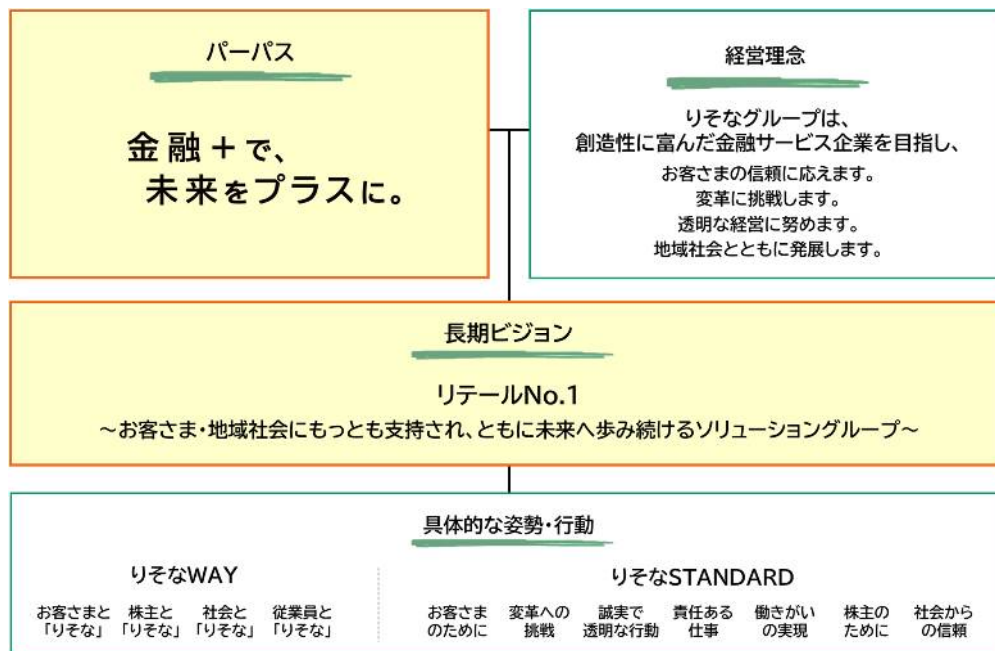 パーパス
金融+で、
未来をプラスに。
経営理念
りそなグループは、
創造性に富んだ金融サービス企業を目指し、
お客さまの信頼に応えます。
変革に挑戦します。
透明な経営に努めます。
地域社会とともに発展します。
長期ビジョン
リテールNo.1
～お客さま・地域社会にもっとも支持され、ともに未来へ歩み続けるソリューショングループ～
具体的な姿勢・行動
りそなWAY
お客さまと
「りそな」
株主と
「りそな」
社会と
「りそな」
従業員と
「りそな」
りそなSTANDARD
お客さま
のために
変革への
挑戦
誠実で
透明な行動
責任ある
仕事
働きがい
の実現
株主の
ために
社会から
の信頼